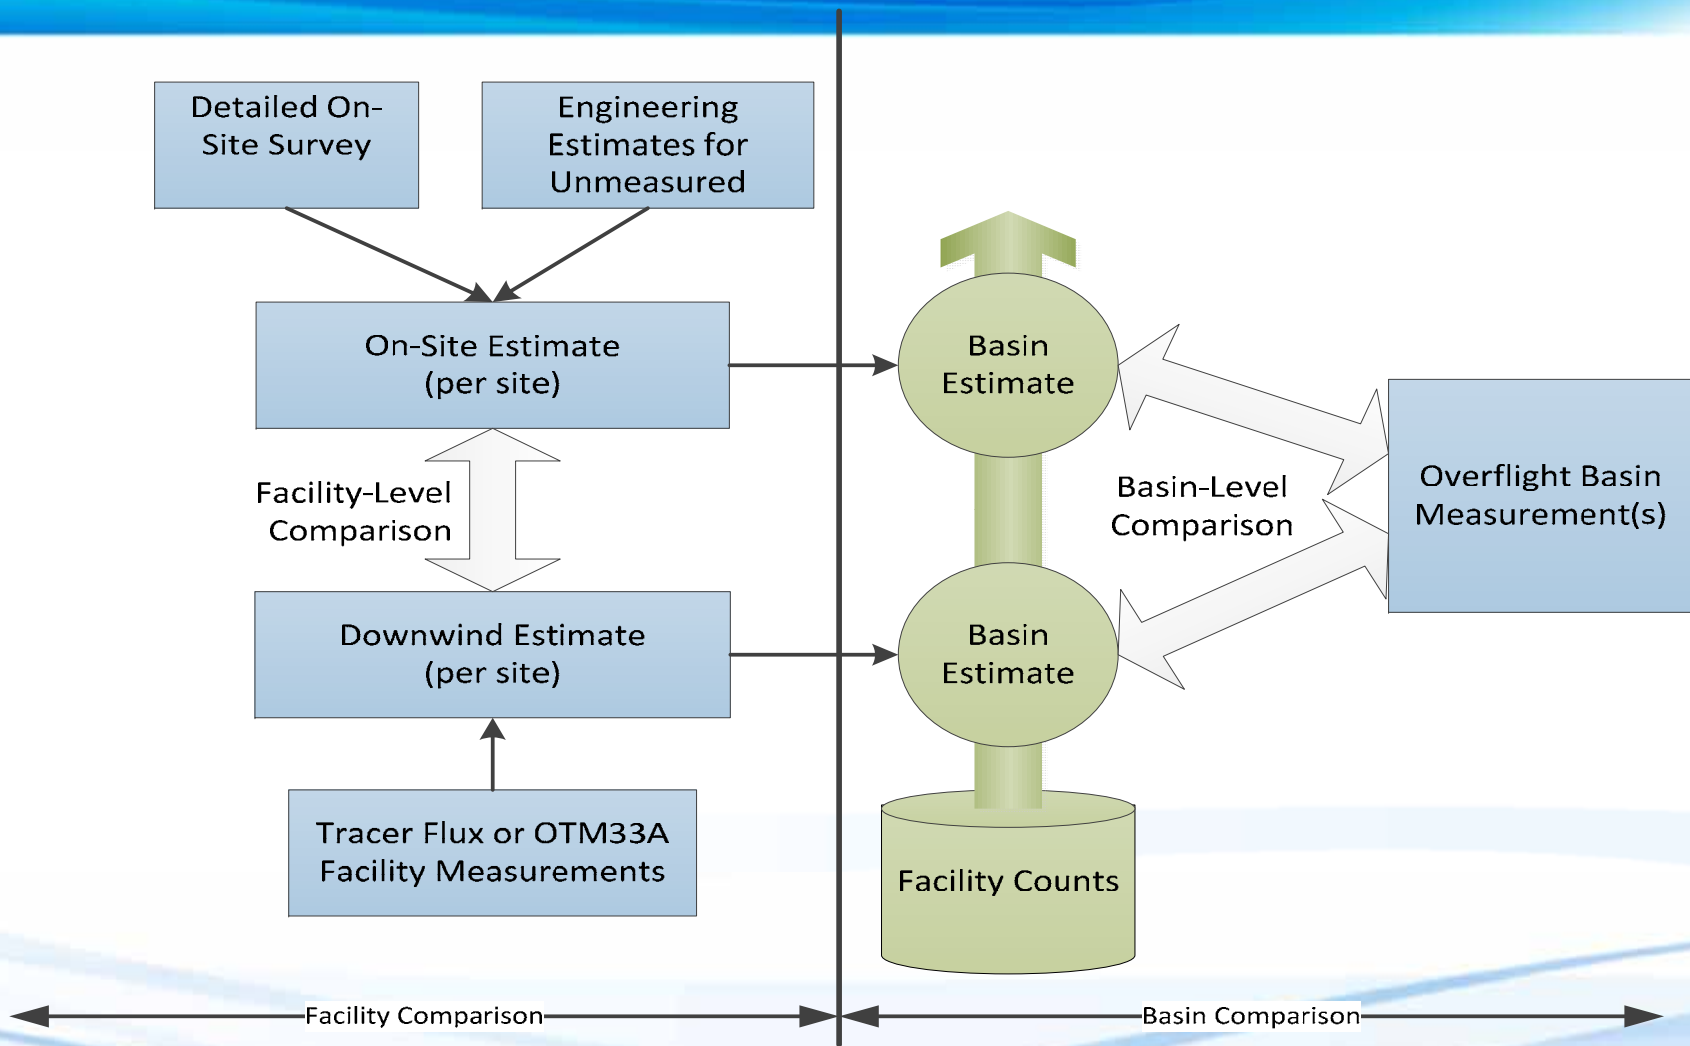 Detailed On-
Site Survey
Engineering
Estimates for
Unmeasured
On-Site Estimate
(per site)
Basin
Estimate
Facility-Level
Comparison
Basin-Level
Comparison
Overflight Basin
Measurement(s)
Downwind Estimate
(per site)
Basin
Estimate
Tracer Flux or OTM33A
Facility Measurements
Facility Counts
Facility Comparison
Basin Comparison